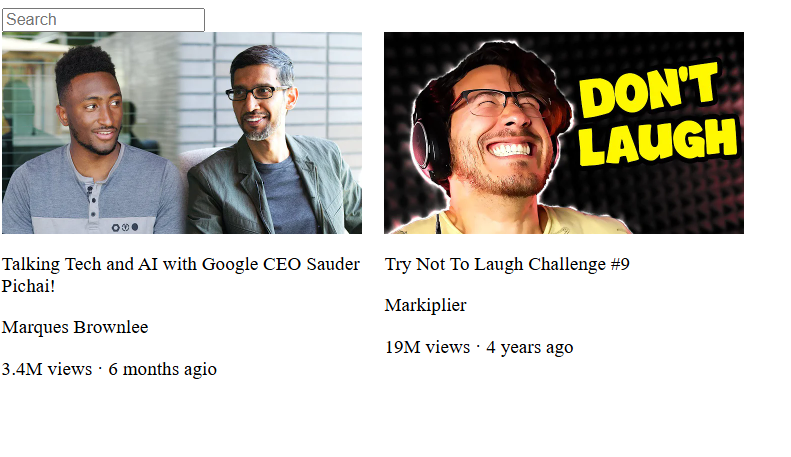 Search
DON'T
LAUGH
Talking Tech and AI with Google CEO Sauder
Pichai!
Marques Brownlee
3.4M views · 6 months agio
Try Not To Laugh Challenge #9
Markiplier
19M views · 4 years ago